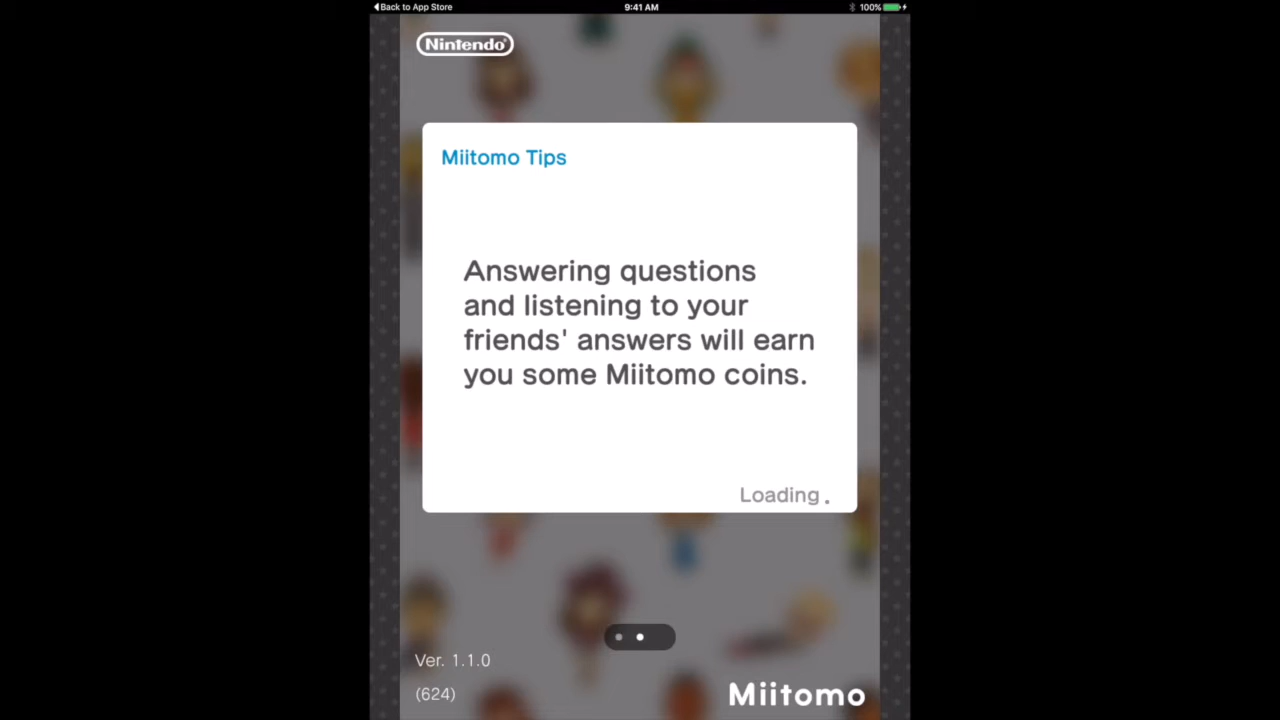 Back to App Store
9:41 AM
100%
Nintendo
Miitomo Tips
Answering questions
and listening to your
friends' answers will earn
you some Miitomo coins.
Loading.
Ver. 1.1.0
(624)
Miitomo